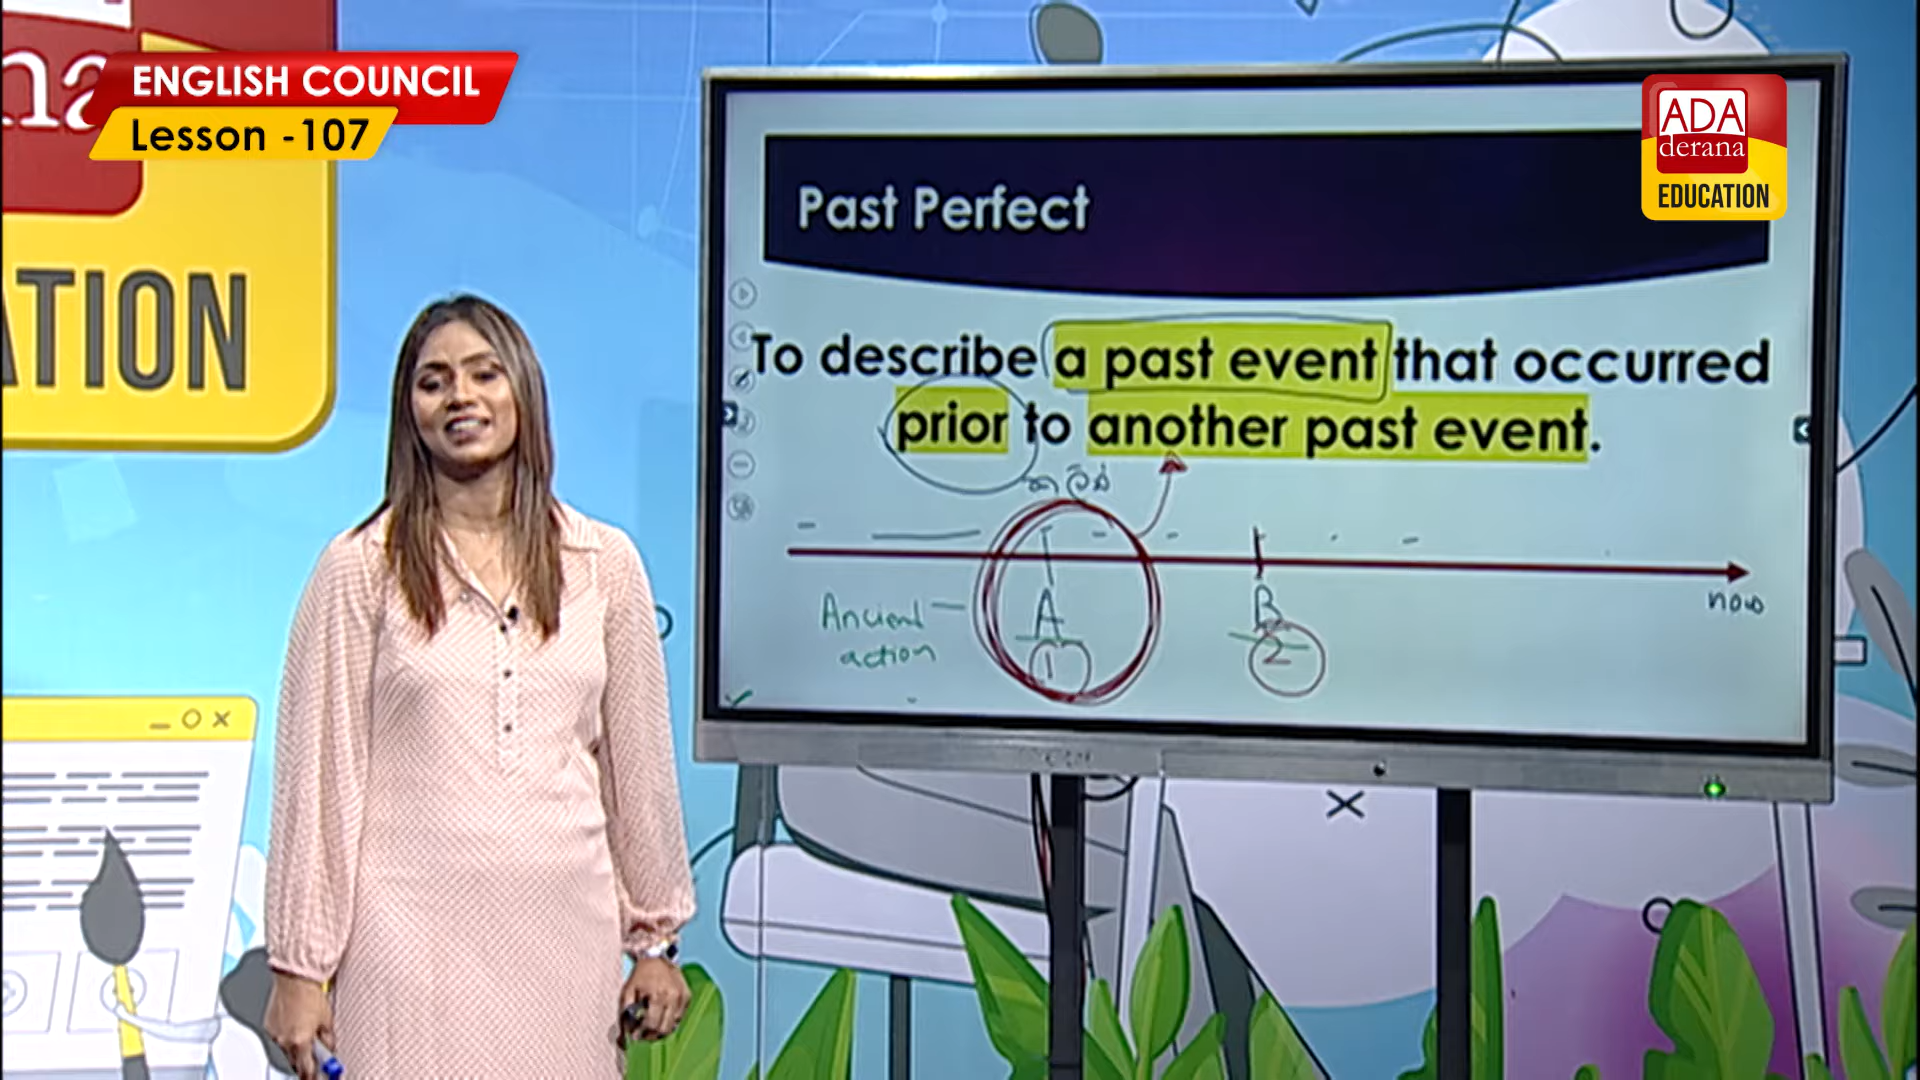 ENGLISH COUNCIL
Lesson - 107
na
ATION
ADA
derana
EDUCATION
Past Perfect
To describe a past event that occurred
prior to another past event.
කලින්
now
Ancient
action
A
1
B
2